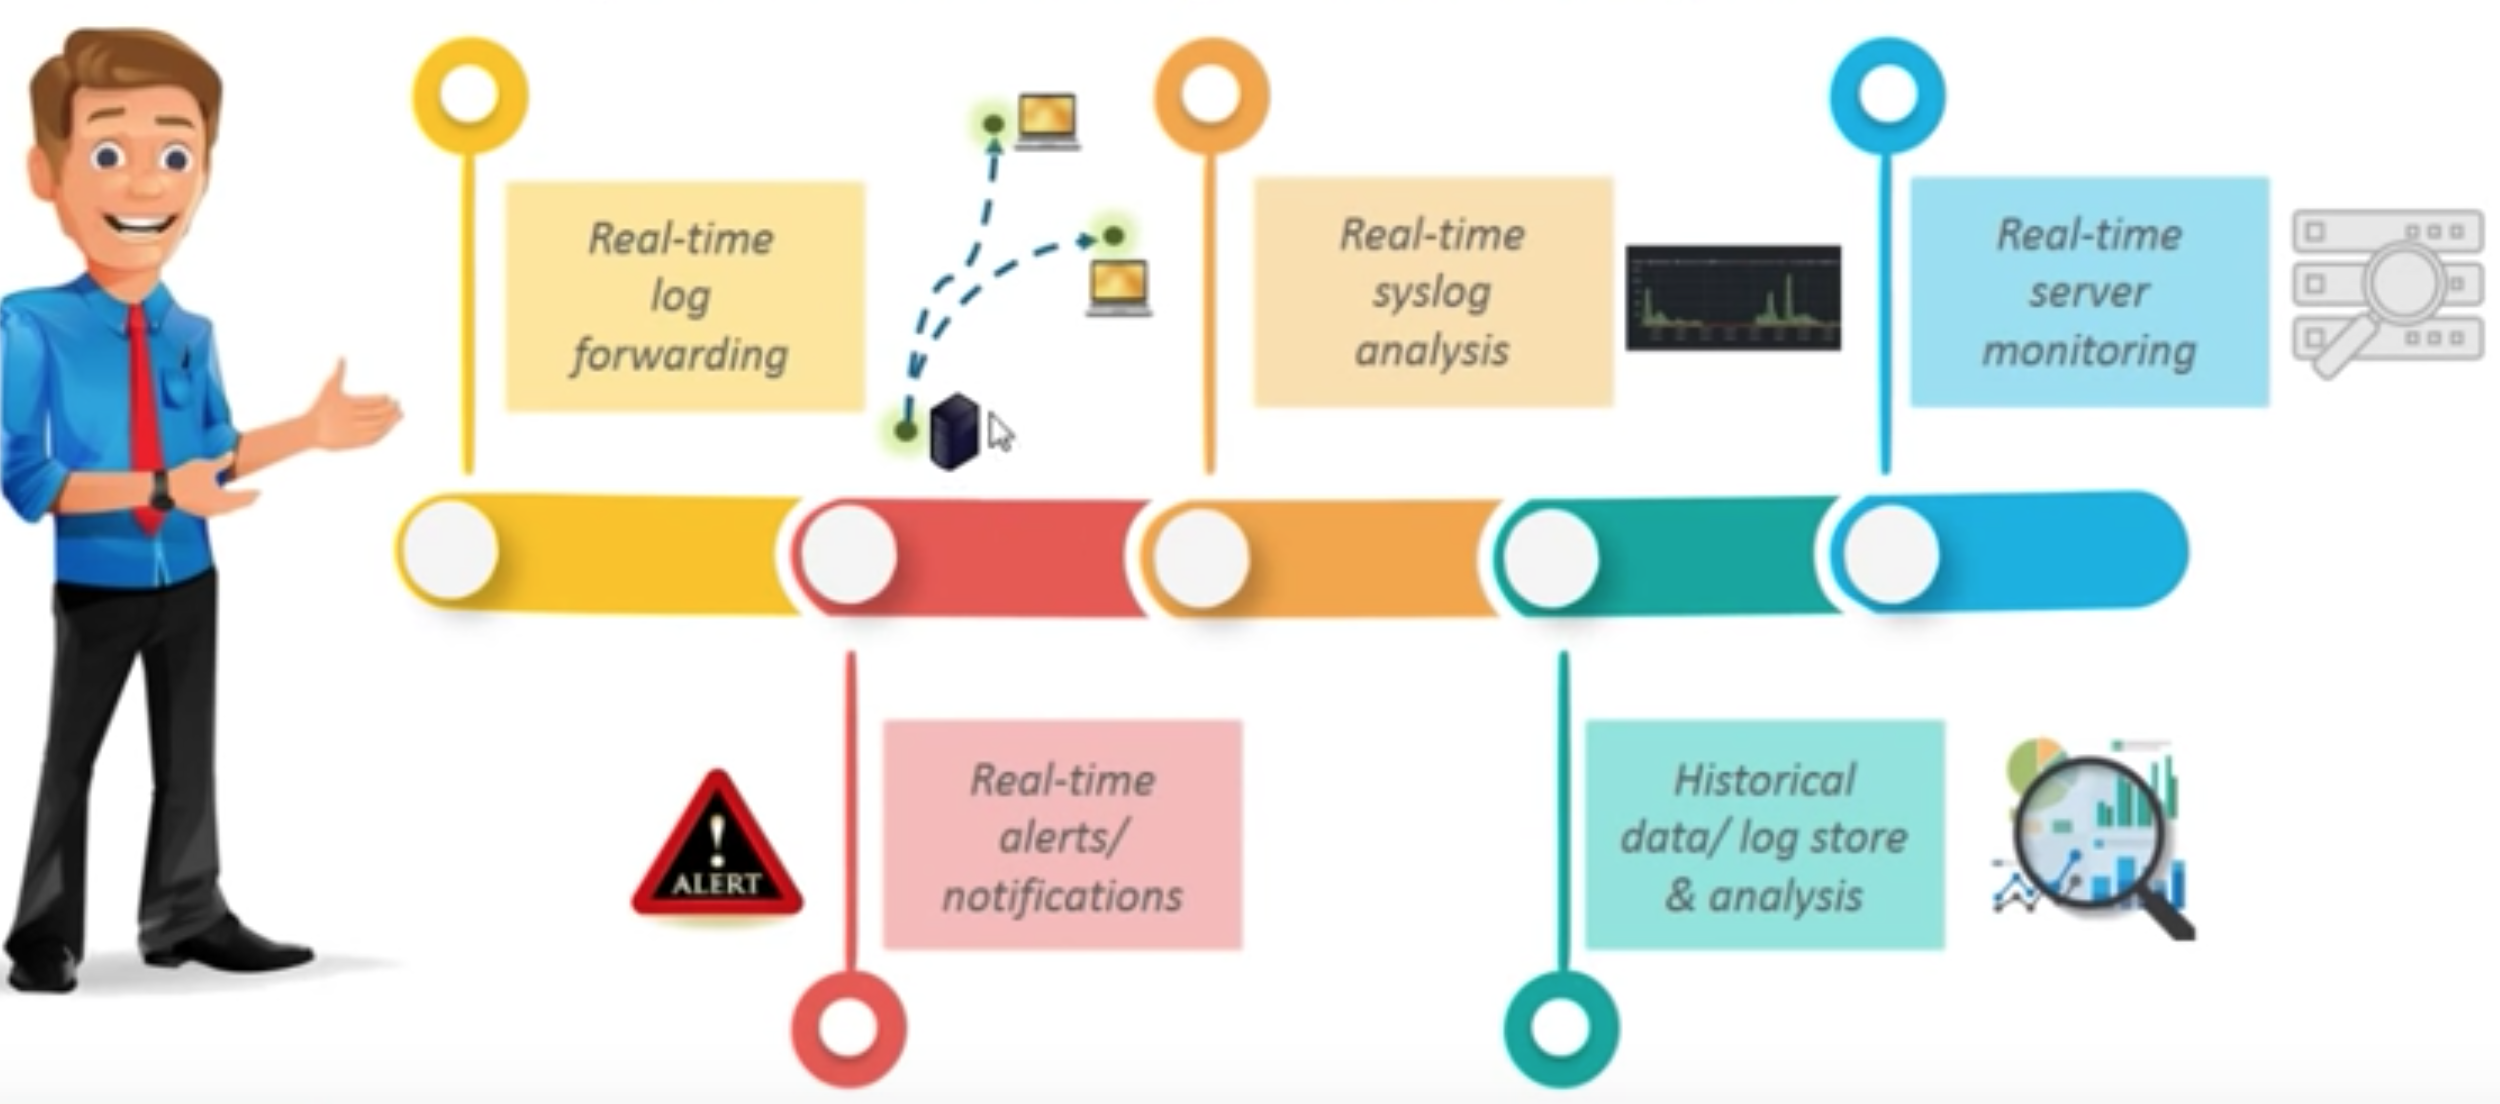 Real-time
log
forwarding
Real-time
syslog
analysis
Real-time
server
monitoring
ALERT
Real-time
alerts/
notifications
Historical
data/ log store
& analysis